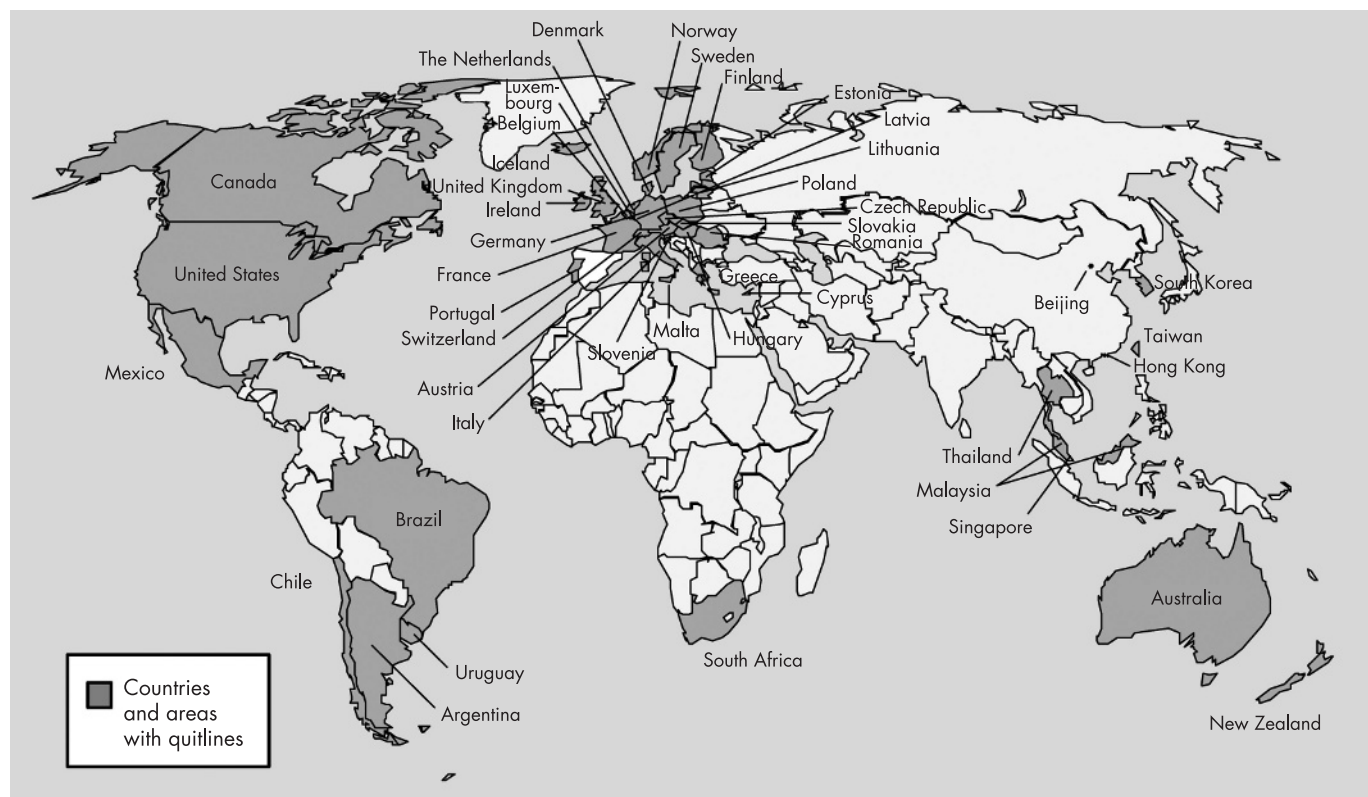 Denmark
Norway
The Netherlands
Sweden
Finland
Luxem-
bourg
Estonia
Belgium
Latvia
Lithuania
Iceland
Canada
United Kingdom
Poland
Ireland
Czech Republic
Slovakia
Germany
Romania
France
United States
Greece
South Korea
Cyprus
Beijing
Portugal
Malta
Switzerland
Hungary
Taiwan
Slovenia
Hong Kong
Mexico
Austria
Italy
Thailand
Malaysia
Brazil
Singapore
Chile
Australia
South Africa
Uruguay
Argentina
New Zealand
Countries
and areas
with quitlines